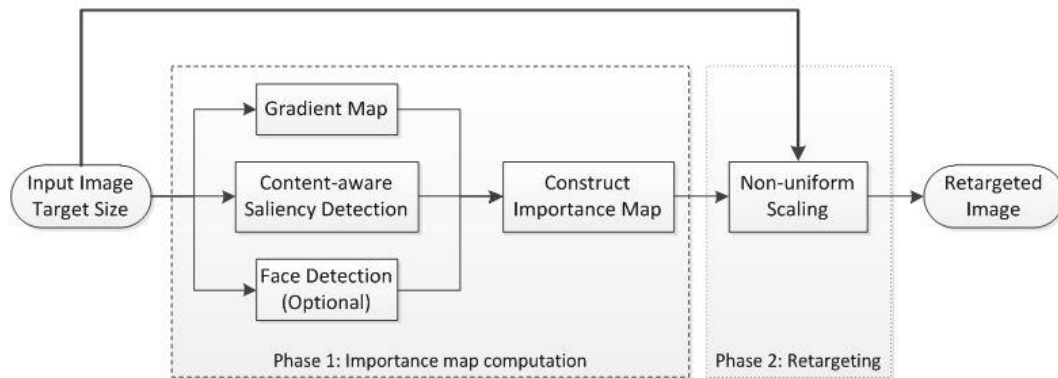 Gradient Map
Input Image
Target Size
Content-aware
Saliency Detection
Face Detection
(Optional)
Construct
Importance Map
Non-uniform
Scaling
Retargeted
Image
Phase 1: Importance map computation
Phase 2: Retargeting